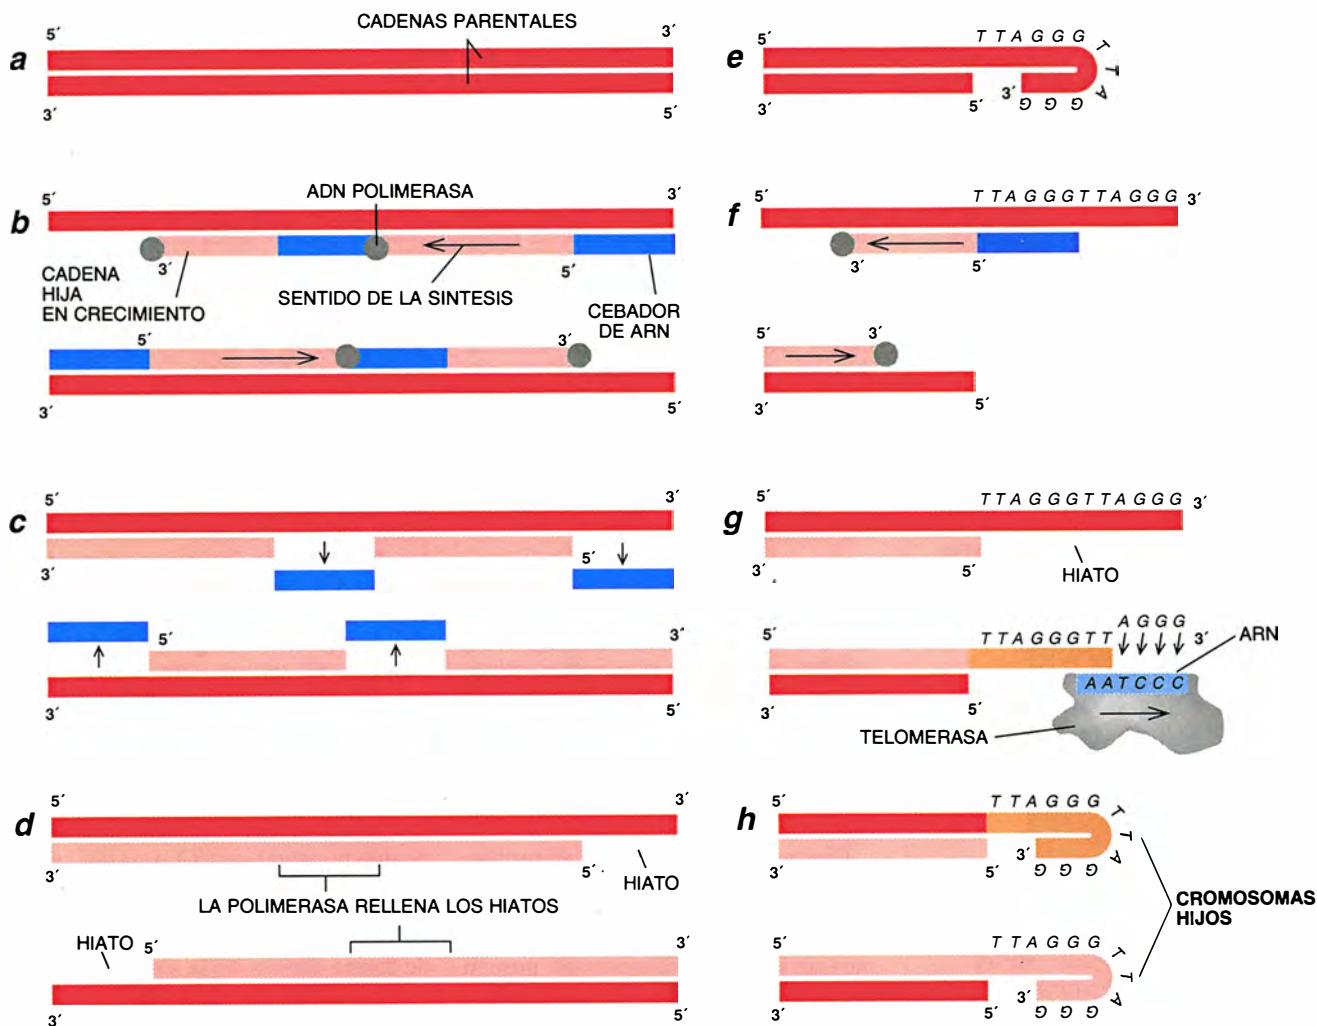 CADENAS PARENTALES
a
5´
3´
3´
5´
b
5´
3´
ADN POLIMERASA
3´
5´
CADENA
HIJA
EN CRECIMIENTO
SENTIDO DE LA SINTESIS
CEBADOR
DE ARN
5´
3´
3´
5´
c
5´
3´
3´
5´
5´
3´
3´
5´
d
5´
3´
3´
5´
HIATO
LA POLIMERASA RELLENA LOS HIATOS
HIATO
5´
3´
3´
5´
e
5´
T T A G G G T T A G G G
3´
3´
5´
f
5´
T T A G G G T T A G G G 3´
3´
5´
5´
3´
3´
5´
g
5´
T T A G G G T T A G G G 3´
3´
5´
HIATO
5´
T T A G G G T T A G G G 3´
ARN
A A T C C C
3´
5´
TELOMERASA
h
5´
T T A G G G T T A G G G
3´
3´
5´
CROMOSOMAS
HIJOS
5´
T T A G G G T T A G G G
3´
3´
5´